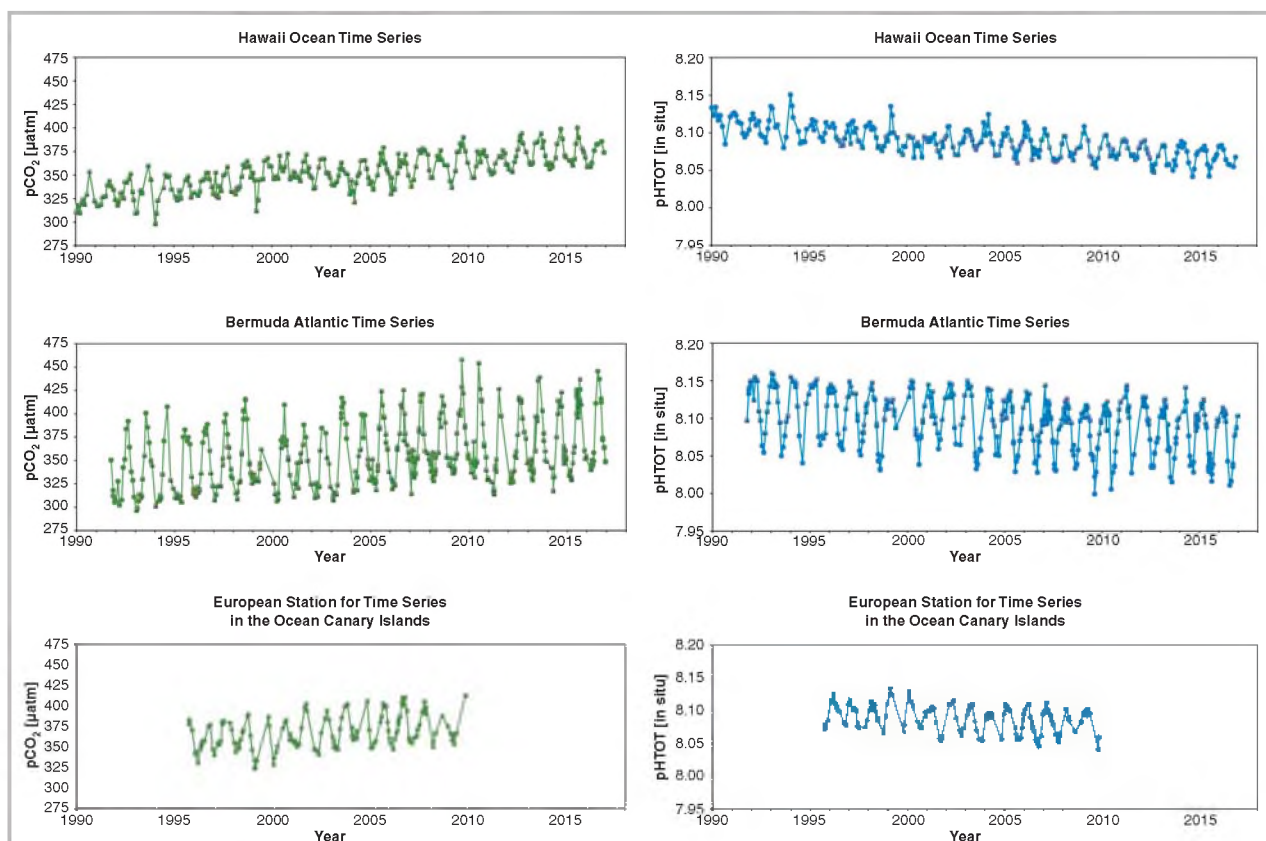 Hawaii Ocean Time Series
475
450
425
400
375
350
325
300
275
pCO₂ [µatm]
1990 1995 2000 2005 2010 2015
Year
Hawaii Ocean Time Series
8.20
8.15
8.10
8.05
8.00
7.95
pHTOT [in situ]
1990 1995 2000 2005 2010 2015
Year
Bermuda Atlantic Time Series
475
450
425
400
375
350
325
300
275
pCO₂ [µatm]
1990 1995 2000 2005 2010 2015
Year
Bermuda Atlantic Time Series
8.20
8.15
8.10
8.05
8.00
7.95
pHTOT [in situ]
1990 1995 2000 2005 2010 2015
Year
European Station for Time Series
in the Ocean Canary Islands
475
450
425
400
375
350
325
300
275
pCO₂ [µatm]
1990 1995 2000 2005 2010 2015
Year
European Station for Time Series
in the Ocean Canary Islands
8.20
8.15
8.10
8.05
8.00
7.95
pHTOT [in situ]
1990 1995 2000 2005 2010 2015
Year